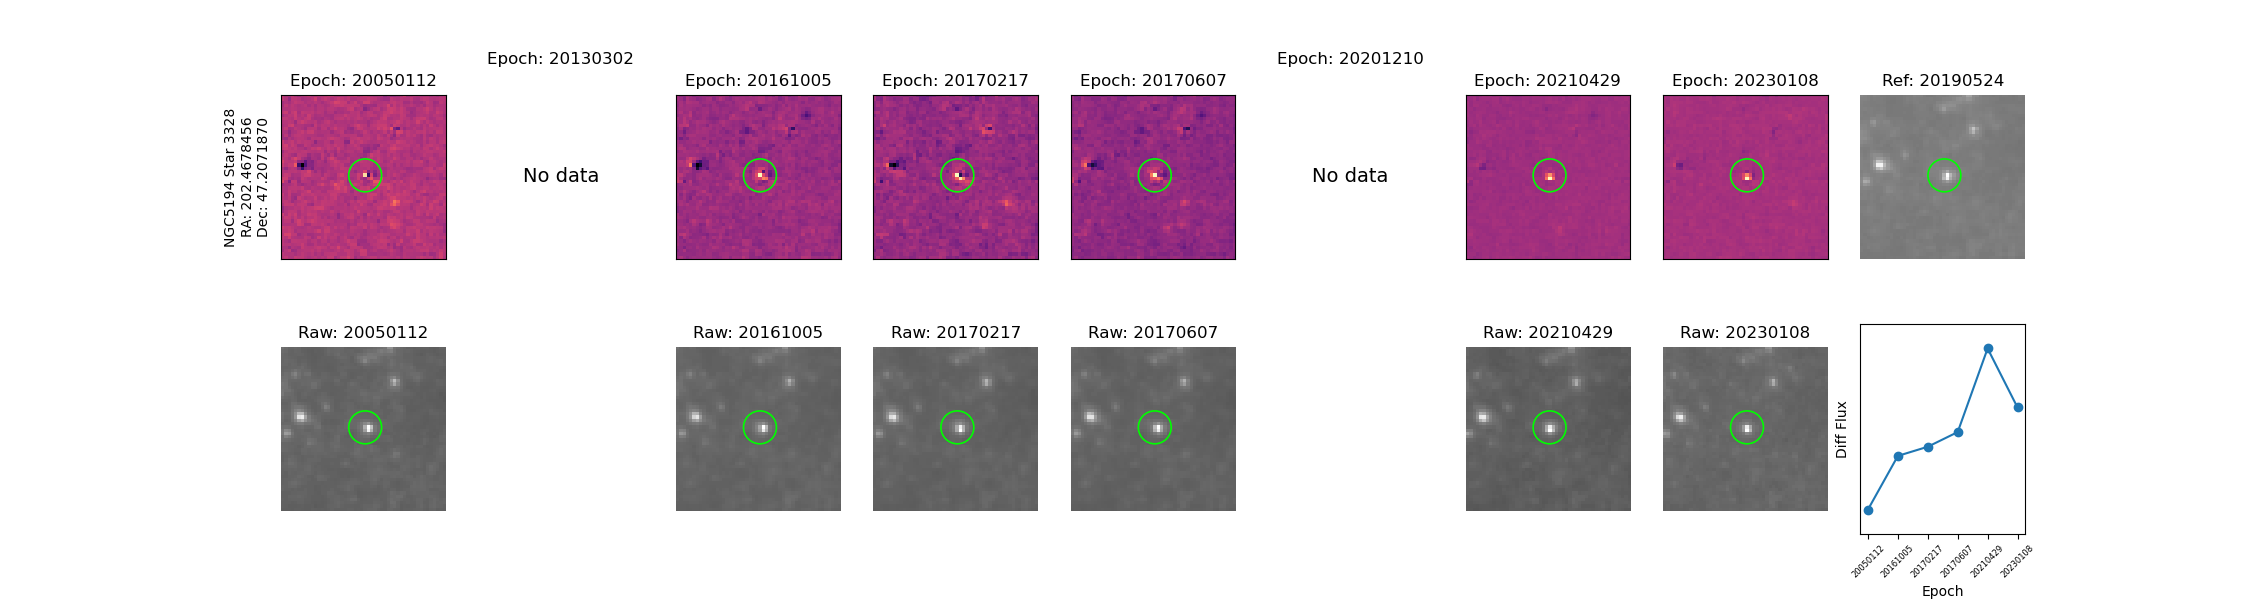 NGC5194 Star 3328
RA: 202.4678456
Dec: 47.2071870
Epoch: 20050112
Epoch: 20130302
No data
Epoch: 20161005
Epoch: 20170217
Epoch: 20170607
Epoch: 20201210
No data
Epoch: 20210429
Epoch: 20230108
Ref: 20190524
Raw: 20050112
Raw: 20161005
Raw: 20170217
Raw: 20170607
Raw: 20210429
Raw: 20230108
Diff Flux
20050112
20161005
20170217
20170607
20210429
20230108
Epoch